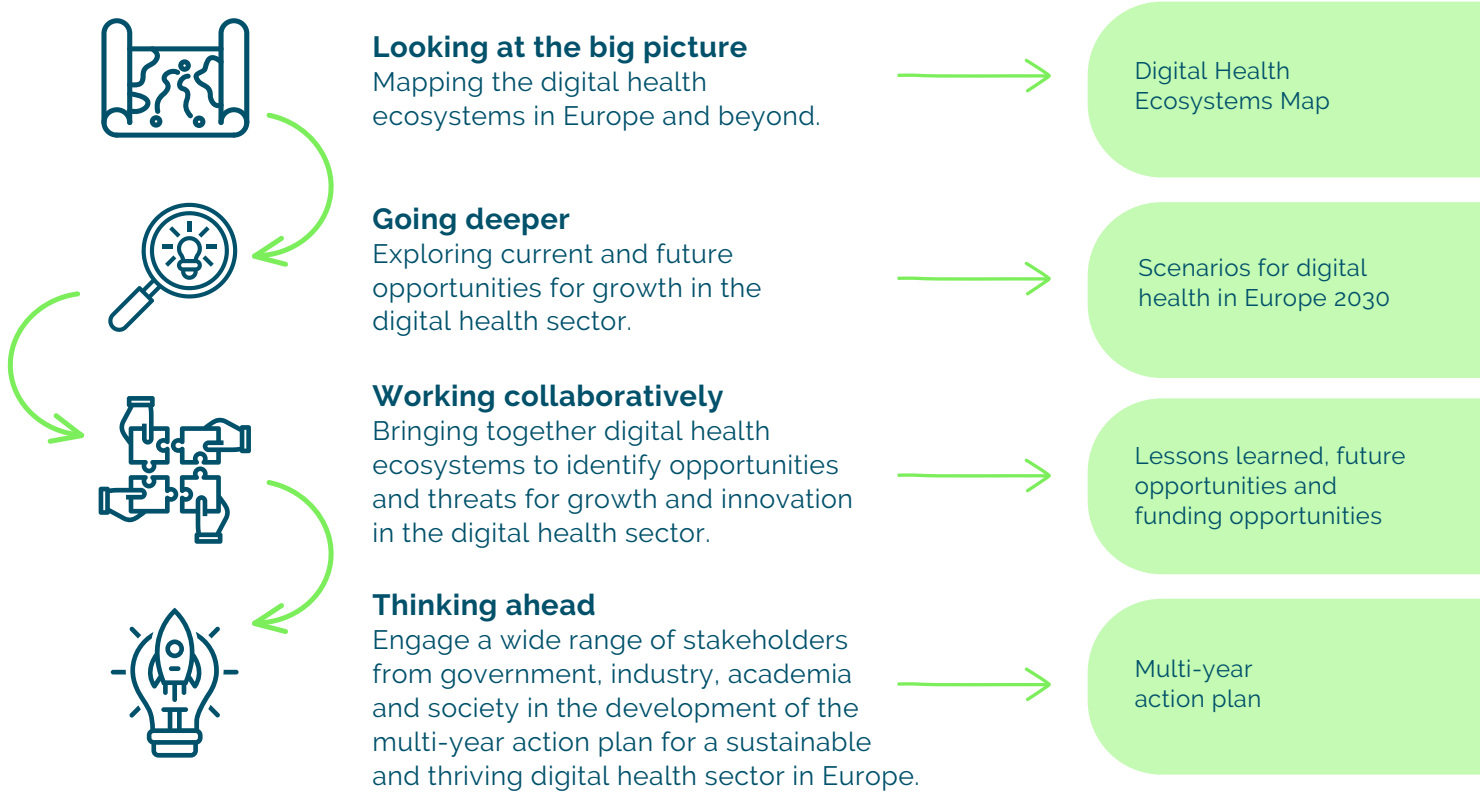 Looking at the big picture
Mapping the digital health
ecosystems in Europe and beyond.
Digital Health
Ecosystems Map
Going deeper
Exploring current and future
opportunities for growth in the
digital health sector.
Scenarios for digital
health in Europe 2030
Working collaboratively
Bringing together digital health
ecosystems to identify opportunities
and threats for growth and innovation
in the digital health sector.
Lessons learned, future
opportunities and
funding opportunities
Thinking ahead
Engage a wide range of stakeholders
from government, industry, academia
and society in the development of the
multi-year action plan for a sustainable
and thriving digital health sector in Europe.
Multi-year
action plan